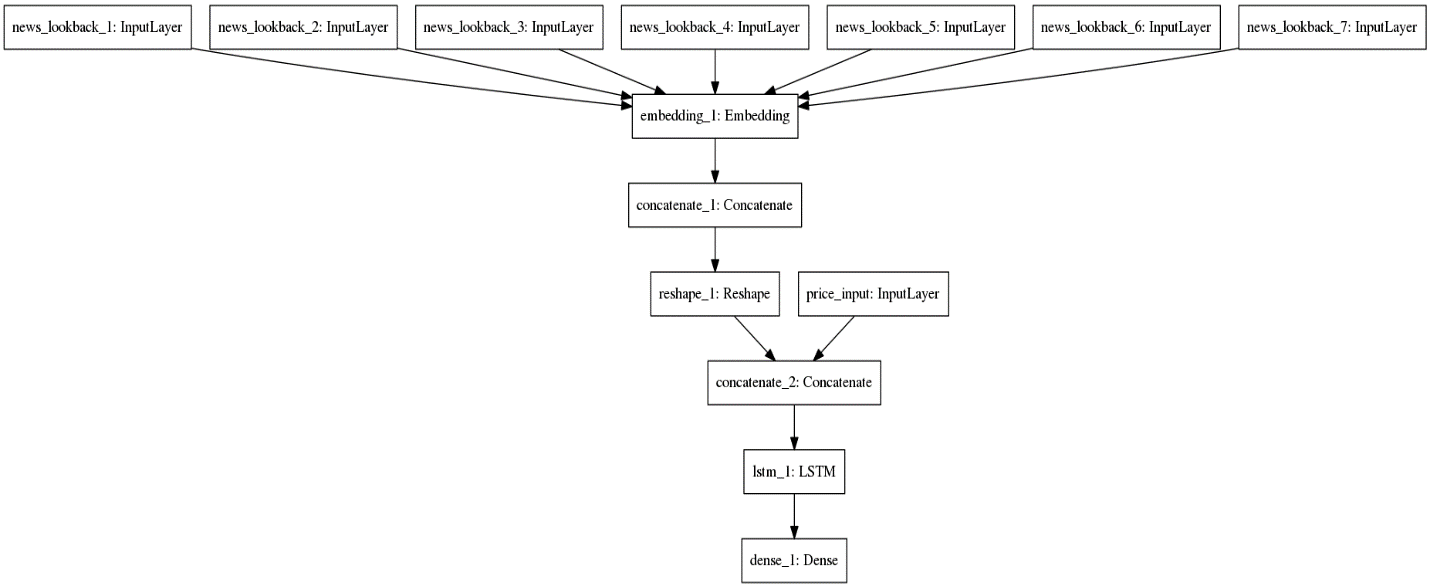 news_lookback_1: InputLayer
news_lookback_2: InputLayer
news_lookback_3: InputLayer
news_lookback_4: InputLayer
news_lookback_5: InputLayer
news_lookback_6: InputLayer
news_lookback_7: InputLayer
embedding_1: Embedding
concatenate_1: Concatenate
reshape_1: Reshape
price_input: InputLayer
concatenate_2: Concatenate
lstm_1: LSTM
dense_1: Dense